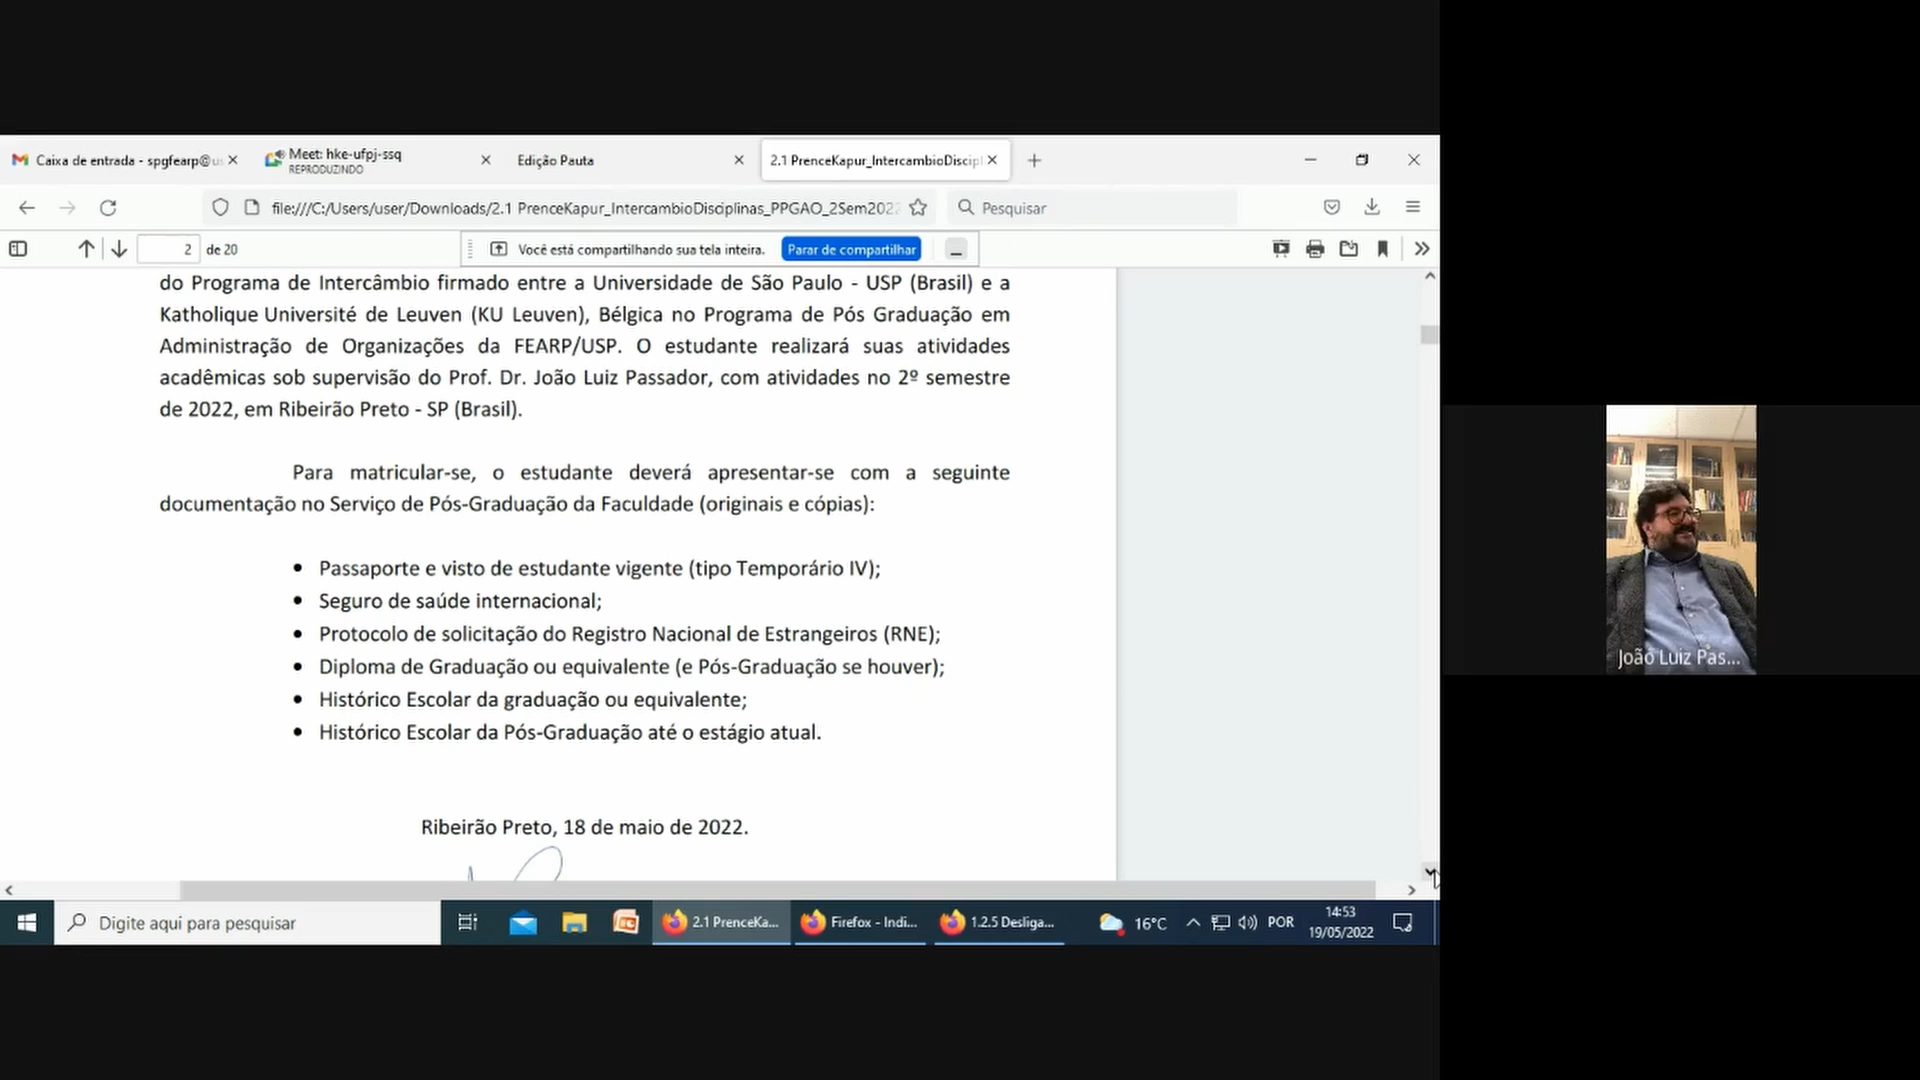 Caixa de entrada - spgfearp@u
Meet: hke-ufpj-ssq
REPRODUZINDO
Edição Pauta
2.1 PrenceKapur_IntercambioDiscipl
file:///C:/Users/user/Downloads/2.1 PrenceKapur_IntercambioDisciplinas_PPGAO_2Sem2022
Pesquisar
2 de 20
Você está compartilhando sua tela inteira.
Parar de compartilhar
do Programa de Intercâmbio firmado entre a Universidade de São Paulo - USP (Brasil) e a
Katholique Université de Leuven (KU Leuven), Bélgica no Programa de Pós Graduação em
Administração de Organizações da FEARP/USP. O estudante realizará suas atividades
acadêmicas sob supervisão do Prof. Dr. João Luiz Passador, com atividades no 2º semestre
de 2022, em Ribeirão Preto - SP (Brasil).
Para matricular-se, o estudante deverá apresentar-se com a seguinte
documentação no Serviço de Pós-Graduação da Faculdade (originais e cópias):
• Passaporte e visto de estudante vigente (tipo Temporário IV);
• Seguro de saúde internacional;
• Protocolo de solicitação do Registro Nacional de Estrangeiros (RNE);
• Diploma de Graduação ou equivalente (e Pós-Graduação se houver);
• Histórico Escolar da graduação ou equivalente;
• Histórico Escolar da Pós-Graduação até o estágio atual.
Ribeirão Preto, 18 de maio de 2022.
João Luiz Pas...
Digite aqui para pesquisar
2.1 PrenceKa...
Firefox - Indi...
1.2.5 Desliga...
16°C
POR
14:53
19/05/2022